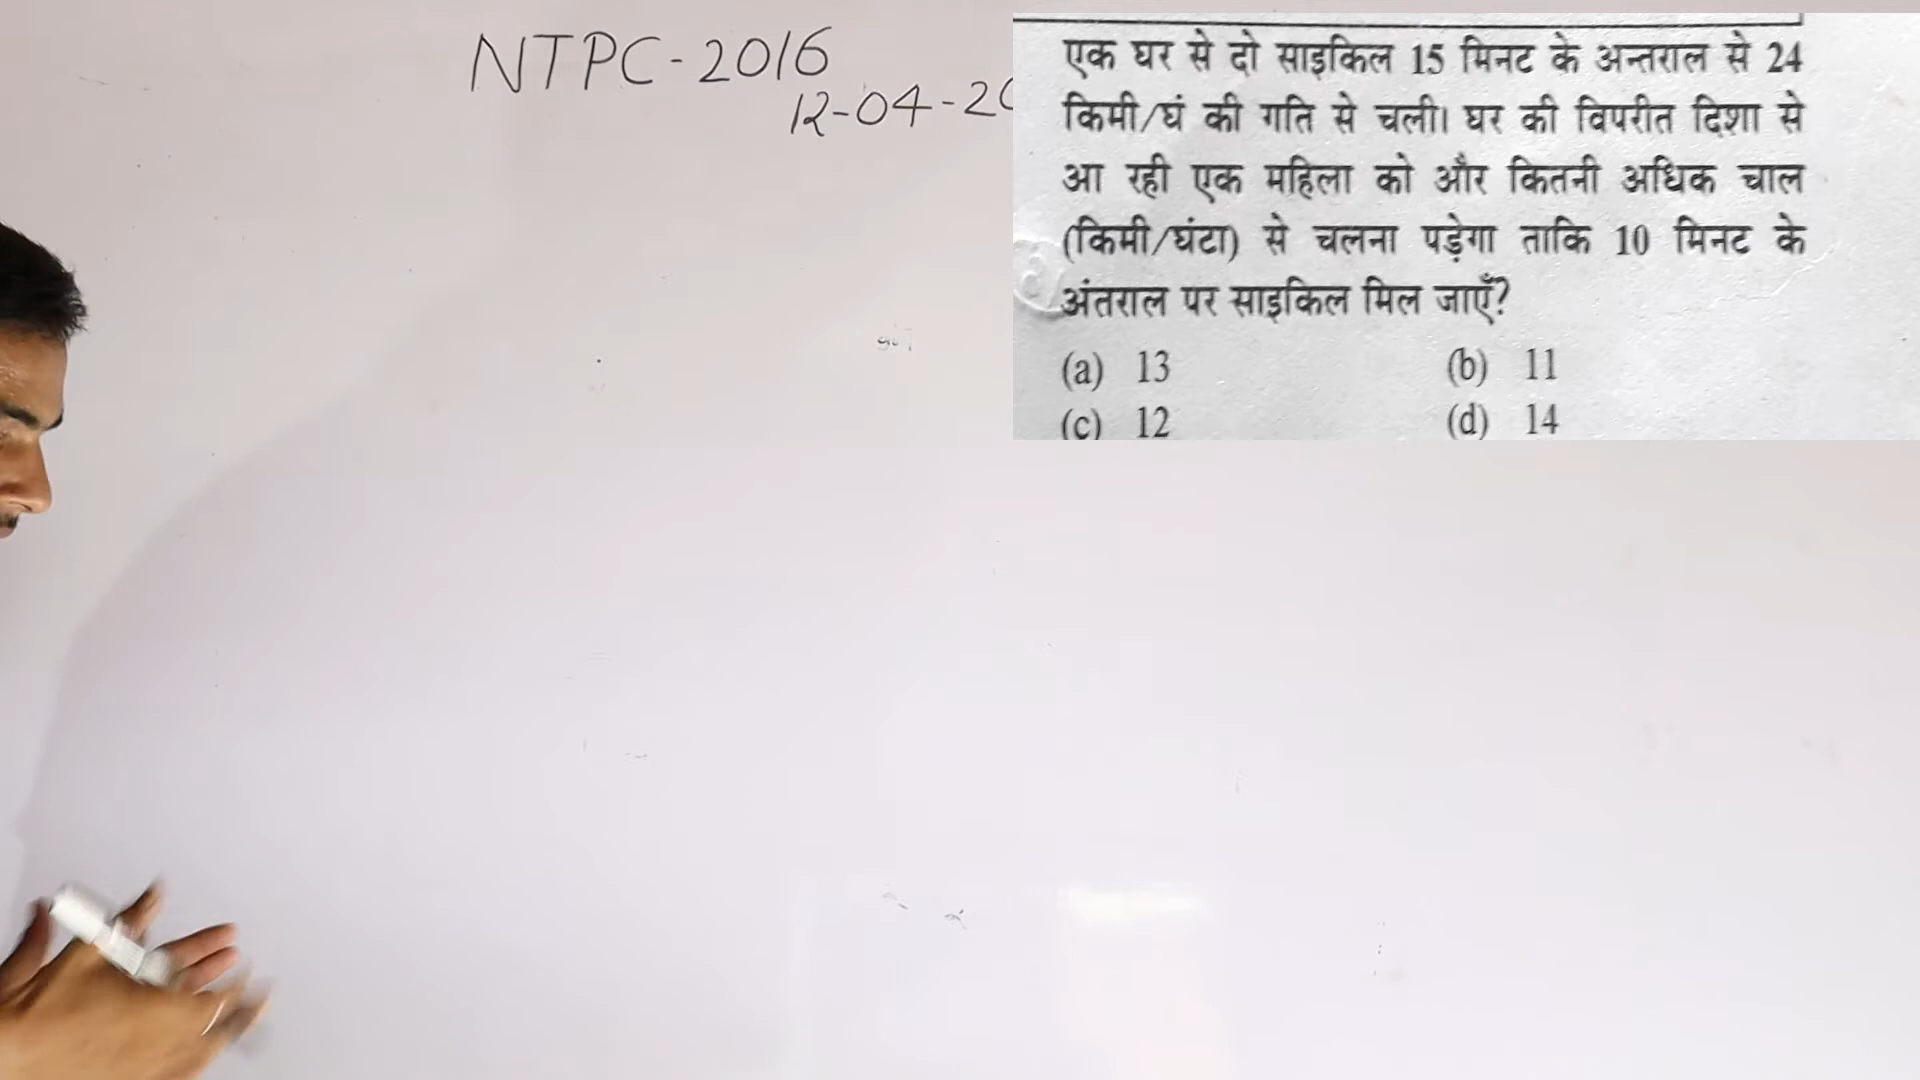 NTPC-2016
12-04-20
एक घर से दो साइकिल 15 मिनट के अन्तराल से 24
किमी/घं की गति से चली। घर की विपरीत दिशा से
आ रही एक महिला को और कितनी अधिक चाल
(किमी/घंटा) से चलना पड़ेगा ताकि 10 मिनट के
अंतराल पर साइकिल मिल जाएँ?
(a) 13 (b) 11
(c) 12 (d) 14